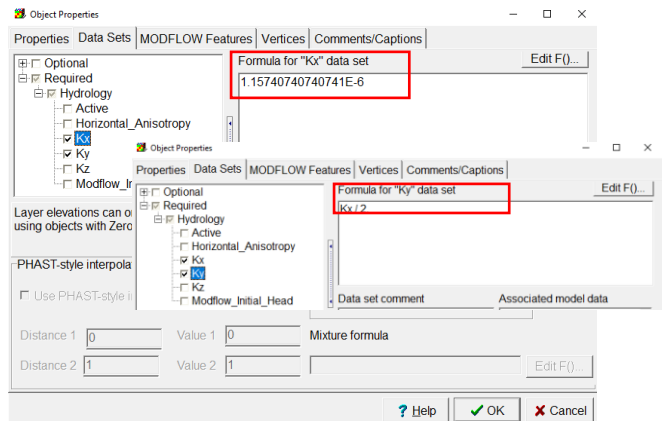 Object Properties
Properties Data Sets MODFLOW Features Vertices Comments/Captions
Optional
Required
Hydrology
Active
Horizontal_Anisotropy
Kx
Ky
Kz
Formula for "Kx" data set
Edit F()...
1.15740740740741E-6
Layer elevations can
using objects with Zero
PHAST-style
Use PHAST-style
Distance 1 0 Value 1 0
Distance 2 1 Value 2 1
Mixture formula
Edit F()...
Help OK Cancel
Object Properties
Properties Data Sets MODFLOW Features Vertices Comments/Captions
Optional
Required
Hydrology
Active
Horizontal_Anisotropy
Kx
Ky
Kz
Modflow_Initial_Head
Formula for "Ky" data set
Edit F()...
Kx / 2
Data set comment
Associated model data